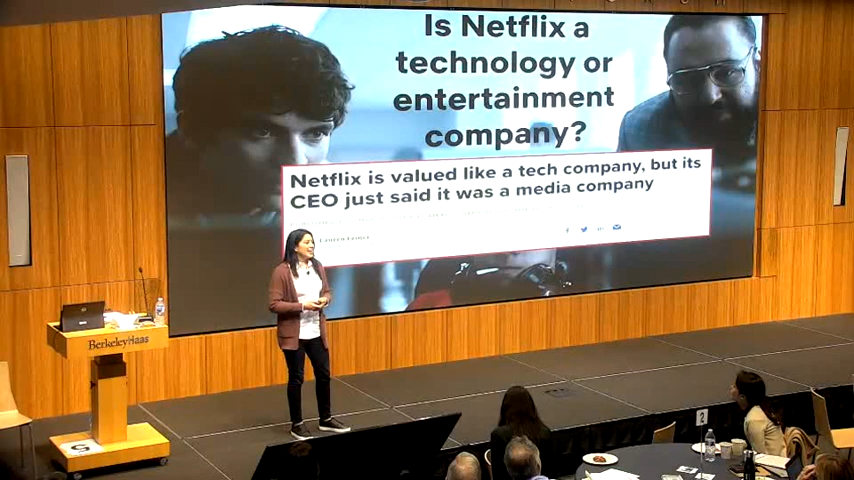 Is Netflix a
technology or
entertainment
company?
Netflix is valued like a tech company, but its
CEO just said it was a media company
BerkeleyHaas
2